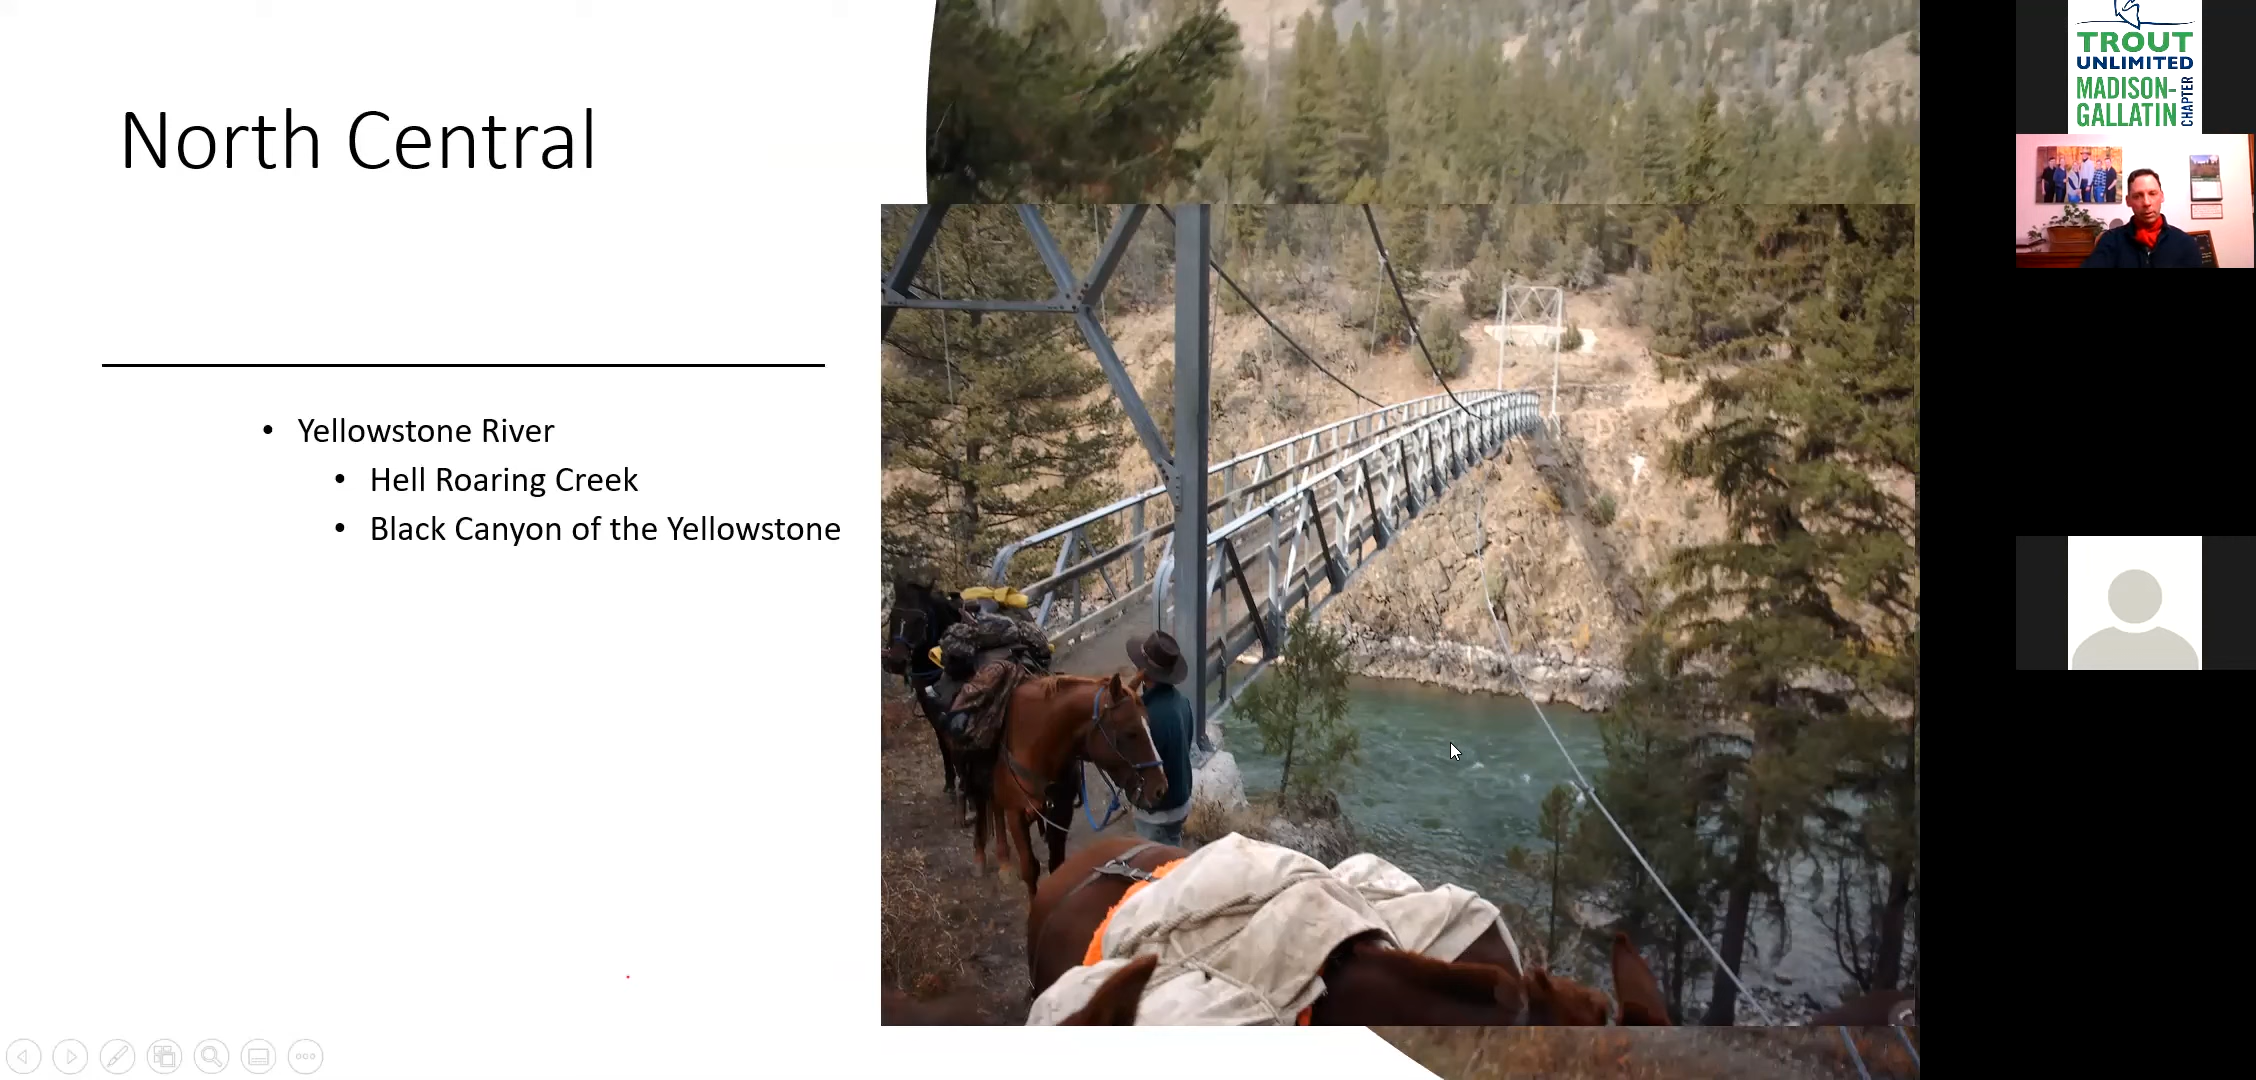 North Central
Yellowstone River
Hell Roaring Creek
Black Canyon of the Yellowstone
TROUT
UNLIMITED
MADISON-
GALLATIN
CHAPTER